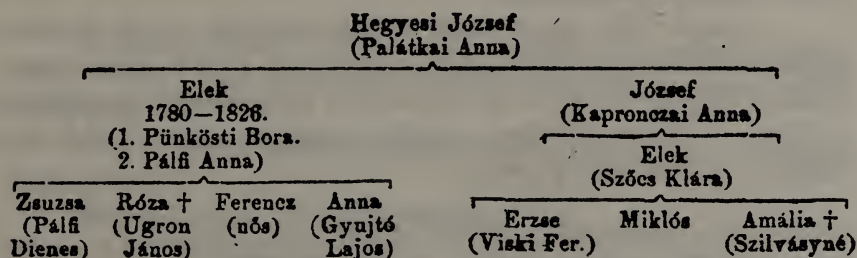 Hegyesi József
(Palátkai Anna)
Elek
1780—1826.
(1. Pünkösti Bora.
2. Pálfi Anna)
József
(Kapronczai Anna)
Elek
(Szőcs Klára)
Zsuzsa
(Pálfi
Dienes)
Róza †
(Ugron
János)
Ferencz
(nős)
Anna
(Gyujtó
Lajos)
Erzse
(Viski Fer.)
Miklós
Amália †
(Szilvásyné)